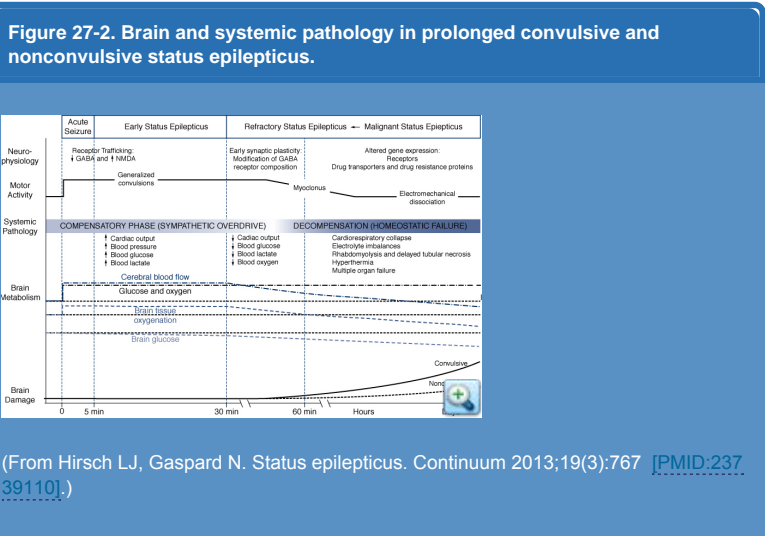 Figure 27-2. Brain and systemic pathology in prolonged convulsive and
nonconvulsive status epilepticus.
Acute
Seizure
Early Status Epilepticus
Refractory Status Epilepticus ← Malignant Status Epiepticus
Neuro-
physiology
Receptor Trafficking:
↓ GABA and ↑ NMDA
Early synaptic plasticity:
Modification of GABA
receptor composition
Altered gene expression:
Receptors
Drug transporters and drug resistance proteins
Motor
Activity
Generalized
convulsions
Myoclonus
Electromechanical
dissociation
Systemic
Pathology
COMPENSATORY PHASE (SYMPATHETIC OVERDRIVE)
DECOMPENSATION (HOMEOSTATIC FAILURE)
↑ Cardiac output
↑ Blood pressure
↑ Blood glucose
↑ Blood lactate
↓ Cadiac output
↓ Blood glucose
↓ Blood lactate
↓ Blood oxygen
Cardiorespiratory collapse
Electrolyte imbalances
Rhabdomyolysis and delayed tubular necrosis
Hyperthermia
Multiple organ failure
Brain
Metabolism
Cerebral blood flow
Glucose and oxygen
Brain tissue
oxygenation
Brain glucose
Brain
Damage
Convulsive
0 5 min 30 min 60 min Hours
(From Hirsch LJ, Gaspard N. Status epilepticus. Continuum 2013;19(3):767 [PMID:237
39110].)